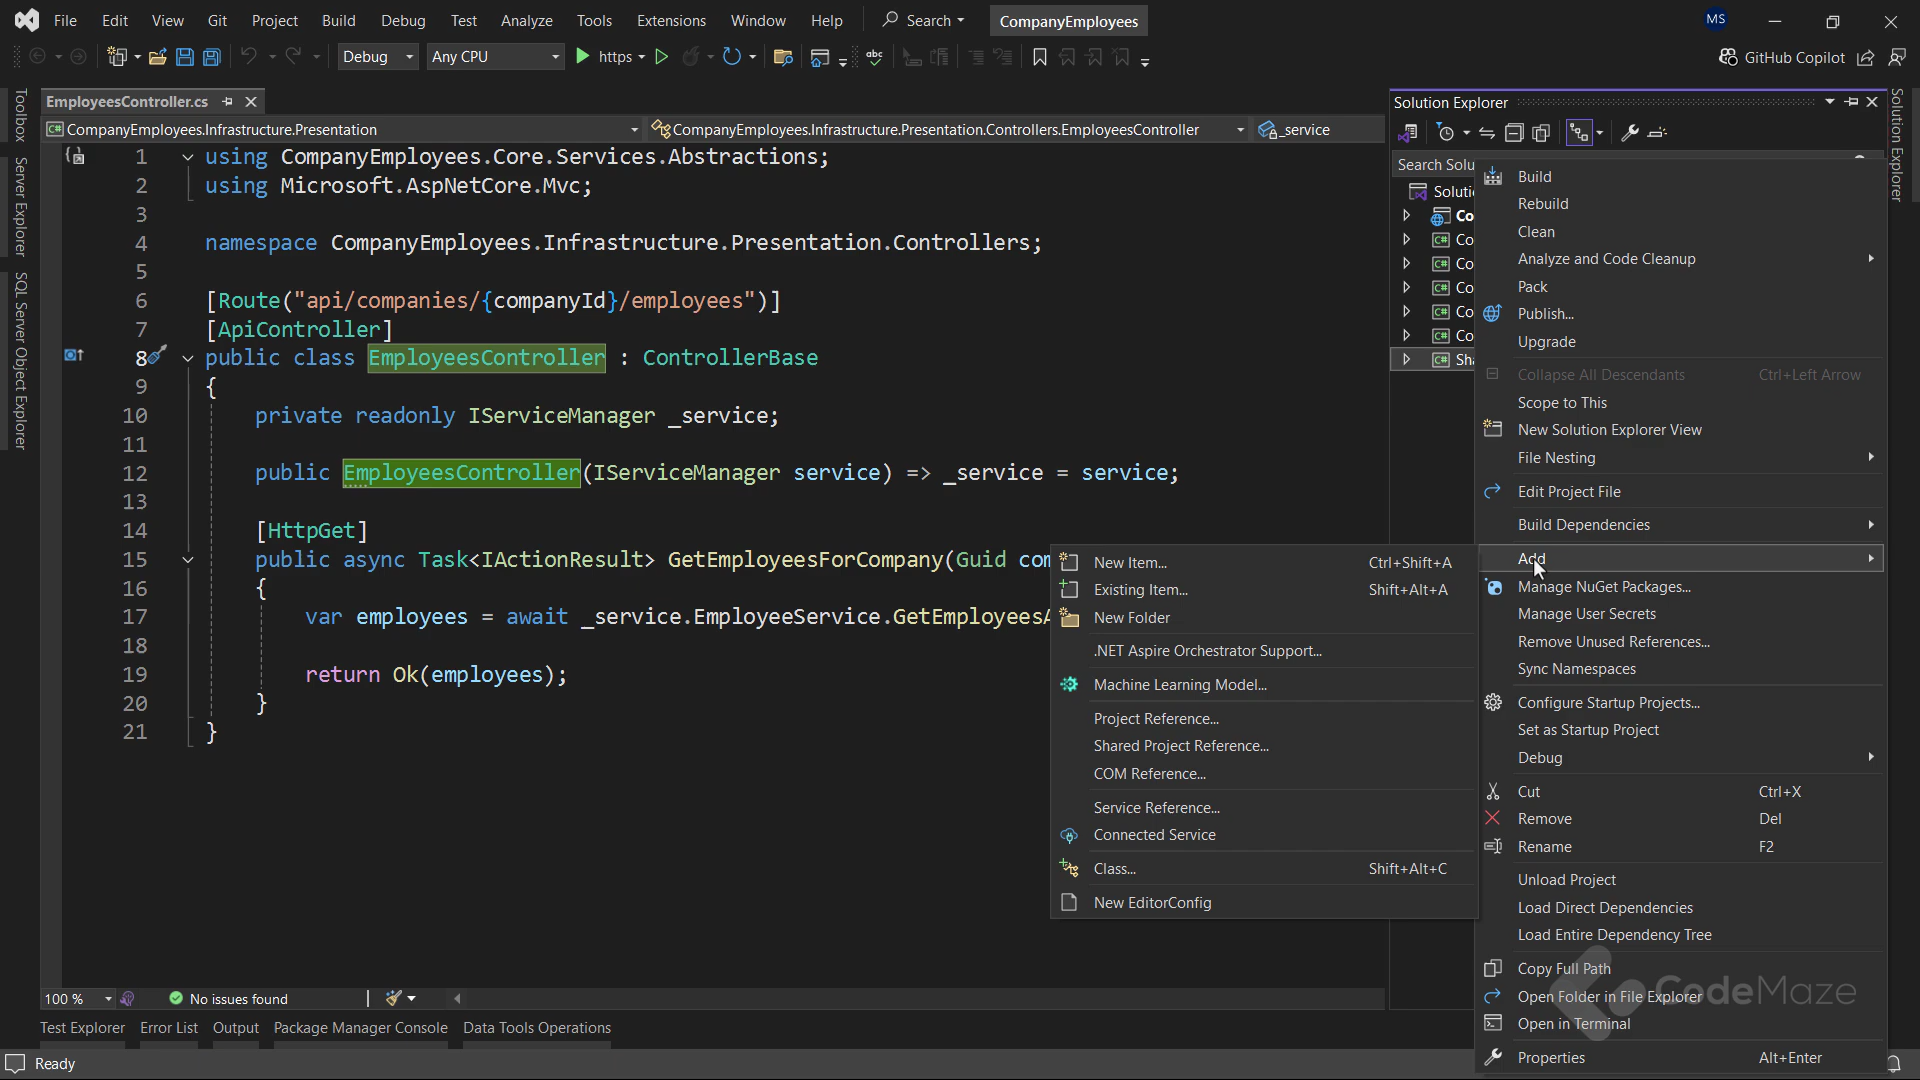 File Edit View Git Project Build Debug Test Analyze Tools Extensions Window Help Search CompanyEmployees MS
Debug Any CPU https GitHub Copilot
Toolbox
Server Explorer
SQL Server Object Explorer
EmployeesController.cs
CompanyEmployees.Infrastructure.Presentation CompanyEmployees.Infrastructure.Presentation.Controllers.EmployeesController _service
1 using CompanyEmployees.Core.Services.Abstractions;
2 using Microsoft.AspNetCore.Mvc;
3
4 namespace CompanyEmployees.Infrastructure.Presentation.Controllers;
5
6 [Route("api/companies/{companyId}/employees")]
7 [ApiController]
8 public class EmployeesController : ControllerBase
9 {
10 private readonly IServiceManager _service;
11
12 public EmployeesController(IServiceManager service) => _service = service;
13
14 [HttpGet]
15 public async Task<IActionResult> GetEmployeesForCompany(Guid com
16 {
17 var employees = await _service.EmployeeService.GetEmployeesA
18
19 return Ok(employees);
20 }
21 }
New Item... Ctrl+Shift+A
Existing Item... Shift+Alt+A
New Folder
.NET Aspire Orchestrator Support...
Machine Learning Model...
Project Reference...
Shared Project Reference...
COM Reference...
Service Reference...
Connected Service
Class... Shift+Alt+C
New EditorConfig
Solution Explorer
Search Solu
Soluti
Co
Co
Co
Co
Co
Co
Sha
Build
Rebuild
Clean
Analyze and Code Cleanup
Pack
Publish...
Upgrade
Collapse All Descendants Ctrl+Left Arrow
Scope to This
New Solution Explorer View
File Nesting
Edit Project File
Build Dependencies
Add
Manage NuGet Packages...
Manage User Secrets
Remove Unused References...
Sync Namespaces
Configure Startup Projects...
Set as Startup Project
Debug
Cut Ctrl+X
Remove Del
Rename F2
Unload Project
Load Direct Dependencies
Load Entire Dependency Tree
Copy Full Path
Open Folder in File Explorer
Open in Terminal
Properties Alt+Enter
CodeMaze
Solution Explorer
100 % No issues found
Test Explorer Error List Output Package Manager Console Data Tools Operations
Ready